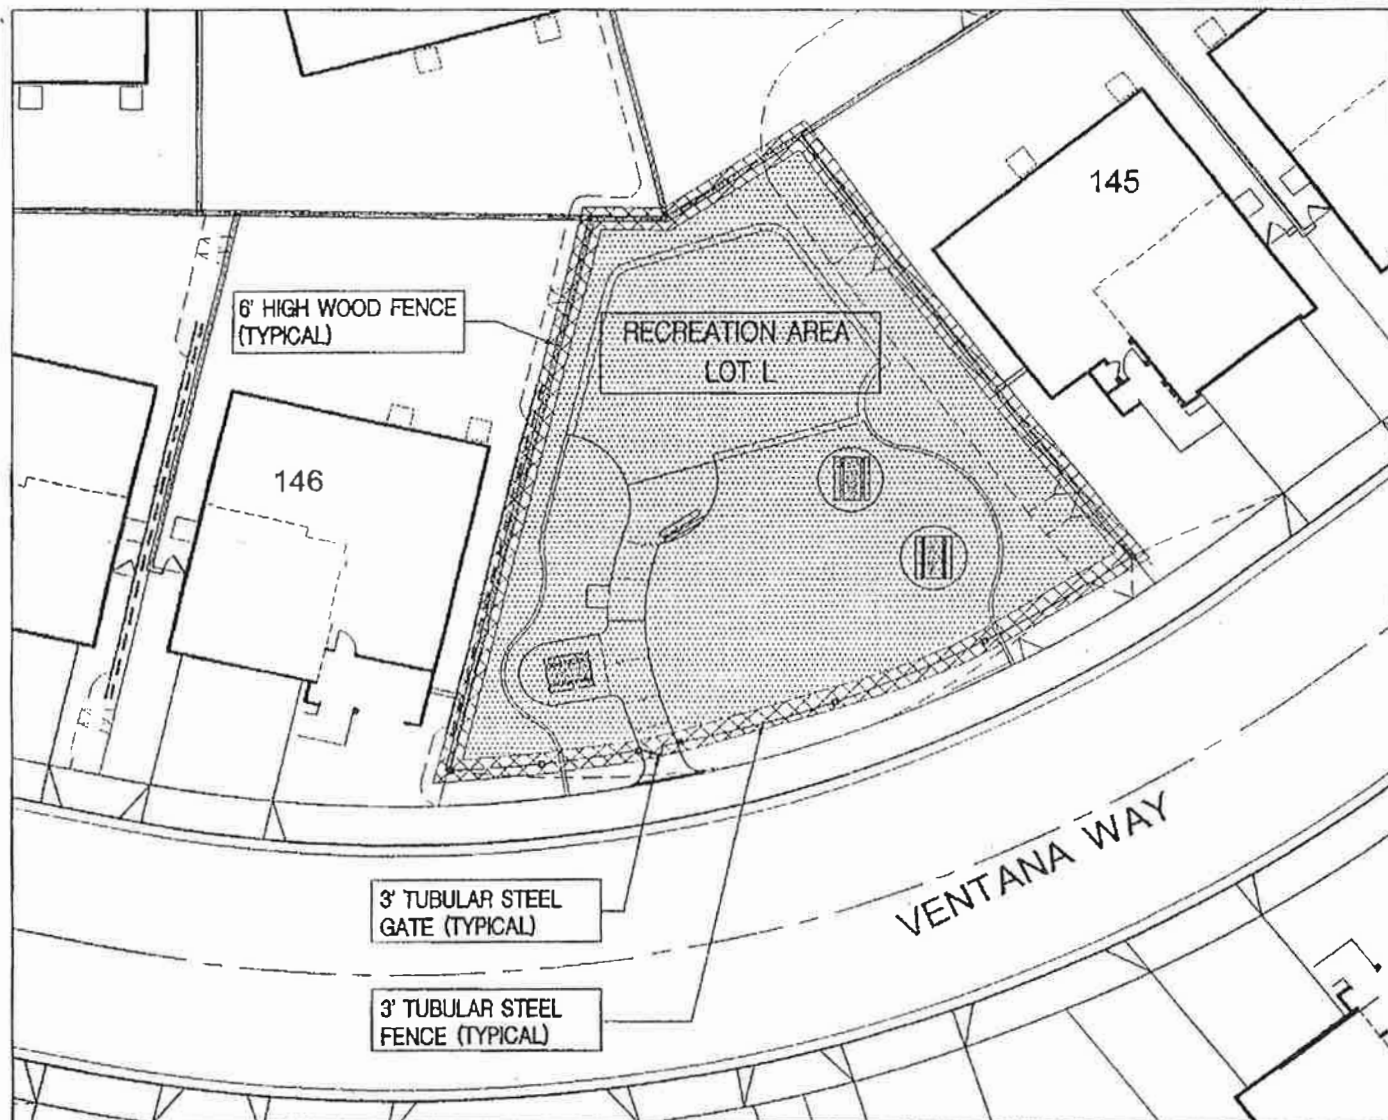 145
6' HIGH WOOD FENCE
(TYPICAL)
RECREATION AREA
LOT L
146
3' TUBULAR STEEL
GATE (TYPICAL)
VENTANA WAY
3' TUBULAR STEEL
FENCE (TYPICAL)